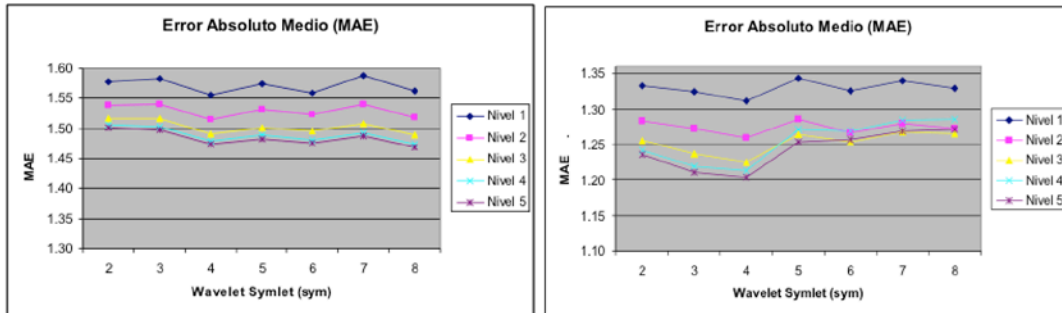 Error Absoluto Medio (MAE)
MAE
1.60
1.55
1.50
1.45
1.40
1.35
1.30
2 3 4 5 6 7 8
Wavelet Symlet (sym)
Nivel 1
Nivel 2
Nivel 3
Nivel 4
Nivel 5
Error Absoluto Medio (MAE)
MAE
1.35
1.30
1.25
1.20
1.15
1.10
2 3 4 5 6 7 8
Wavelet Symlet (sym)
Nivel 1
Nivel 2
Nivel 3
Nivel 4
Nivel 5